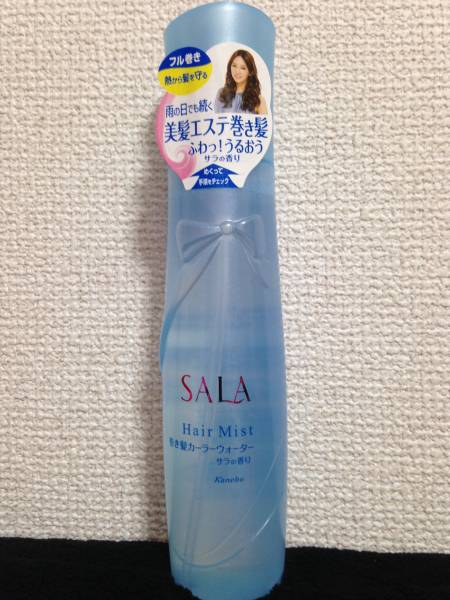 フル巻き
熱から髪を守る
雨の日でも続く
美髪エステ巻き髪
ふわっ！うるおう
サラの香り
めくって
手順をチェック
SALA
Hair Mist
巻き髪カーラーウォーター
サラの香り
Kanebo